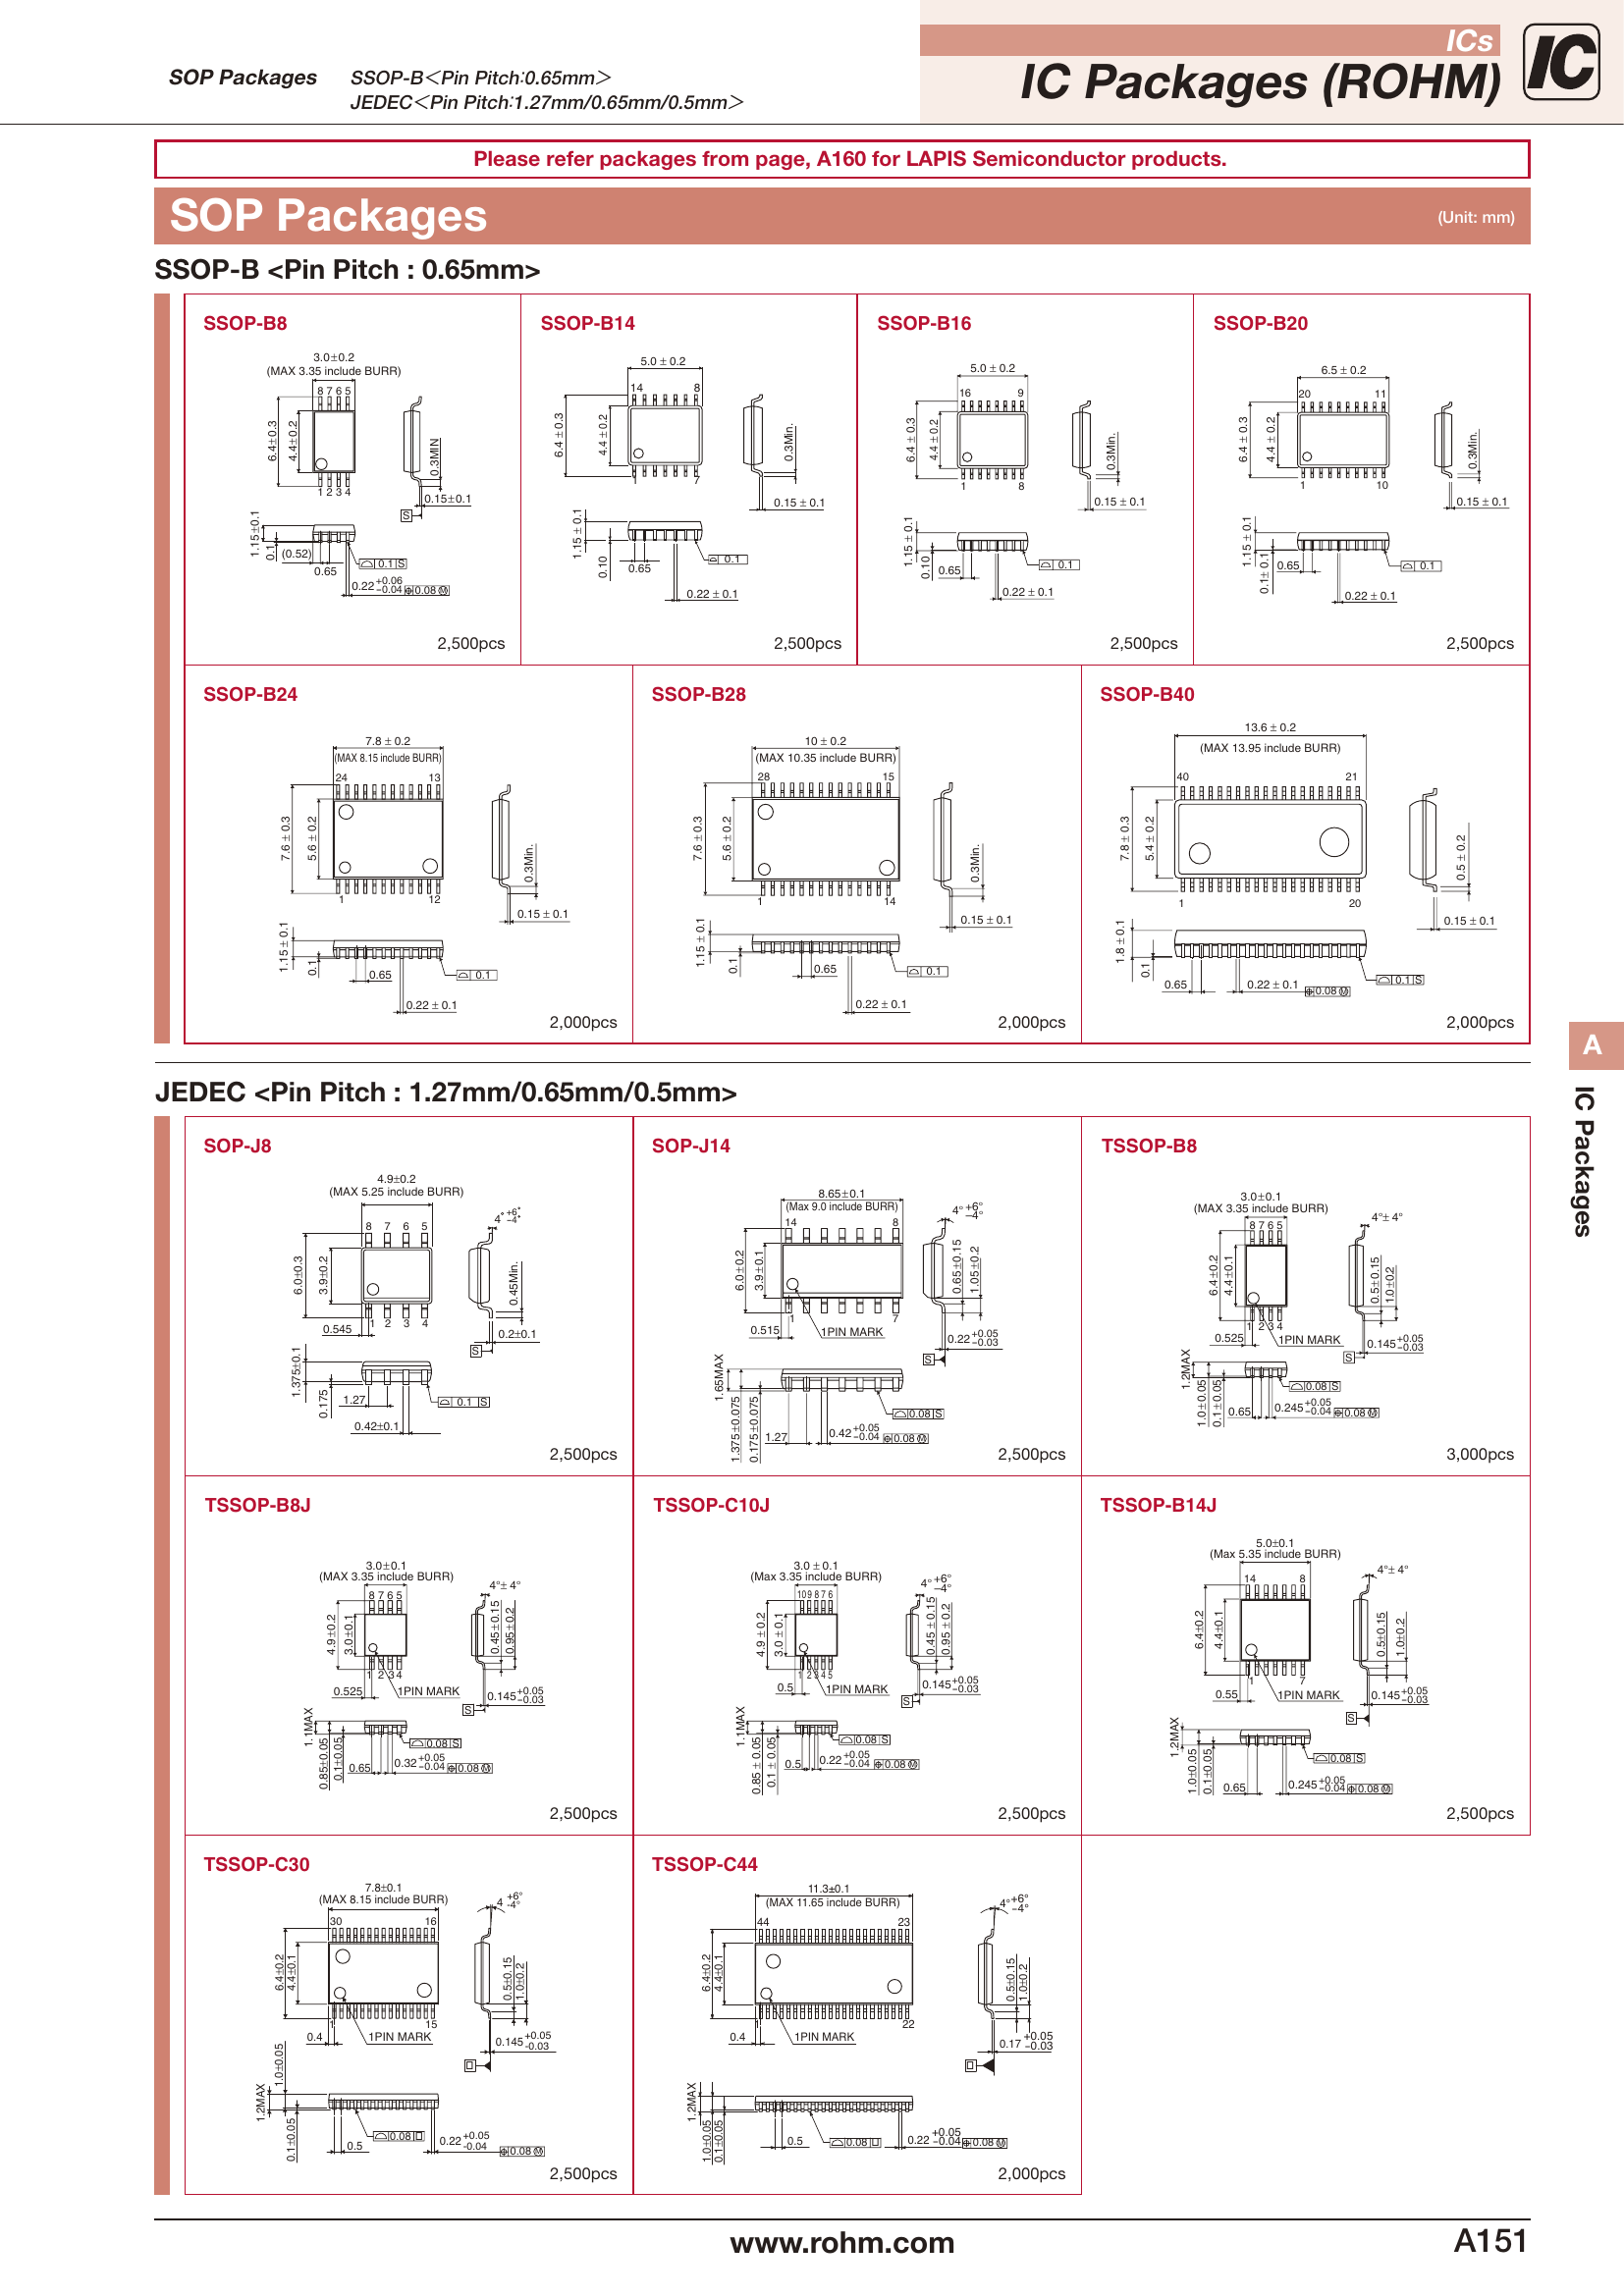 SOP Packages
SSOP-B<Pin Pitch:0.65mm>
JEDEC<Pin Pitch:1.27mm/0.65mm/0.5mm>
ICs
IC Packages (ROHM)
IC
Please refer packages from page, A160 for LAPIS Semiconductor products.
SOP Packages
(Unit: mm)
SSOP-B <Pin Pitch : 0.65mm>
SSOP-B8
3.0±0.2
(MAX 3.35 include BURR)
8 7 6 5
6.4±0.3
4.4±0.2
0.3MIN
1 2 3 4
0.15±0.1
S
1.15±0.1
0.1
(0.52)
0.65
0.1 S
0.22 +0.06 −0.04
0.08 Ⓜ
2,500pcs
SSOP-B14
5.0 ± 0.2
14 8
6.4 ± 0.3
4.4 ± 0.2
0.3Min.
1 7
0.15 ± 0.1
1.15 ± 0.1
0.10
0.65
0.1
0.22 ± 0.1
2,500pcs
SSOP-B16
5.0 ± 0.2
16 9
6.4 ± 0.3
4.4 ± 0.2
0.3Min.
1 8
0.15 ± 0.1
1.15 ± 0.1
0.10
0.65
0.1
0.22 ± 0.1
2,500pcs
SSOP-B20
6.5 ± 0.2
20 11
6.4 ± 0.3
4.4 ± 0.2
0.3Min.
1 10
0.15 ± 0.1
1.15 ± 0.1
0.1± 0.1
0.65
0.1
0.22 ± 0.1
2,500pcs
SSOP-B24
7.8 ± 0.2
(MAX 8.15 include BURR)
24 13
7.6 ± 0.3
5.6 ± 0.2
0.3Min.
1 12
0.15 ± 0.1
1.15 ± 0.1
0.1
0.65
0.1
0.22 ± 0.1
2,000pcs
SSOP-B28
10 ± 0.2
(MAX 10.35 include BURR)
28 15
7.6 ± 0.3
5.6 ± 0.2
0.3Min.
1 14
0.15 ± 0.1
1.15 ± 0.1
0.1
0.65
0.1
0.22 ± 0.1
2,000pcs
SSOP-B40
13.6 ± 0.2
(MAX 13.95 include BURR)
40 21
7.8 ± 0.3
5.4 ± 0.2
0.5 ± 0.2
1 20
0.15 ± 0.1
1.8 ± 0.1
0.1
0.65
0.22 ± 0.1
0.08 Ⓜ
0.1 S
2,000pcs
A
IC Packages
JEDEC <Pin Pitch : 1.27mm/0.65mm/0.5mm>
SOP-J8
4.9±0.2
(MAX 5.25 include BURR)
8 7 6 5
4° +6° −4°
6.0±0.3
3.9±0.2
0.45Min.
1 2 3 4
0.545
0.2±0.1
S
1.375±0.1
0.175
1.27
0.42±0.1
0.1 S
2,500pcs
SOP-J14
8.65±0.1
(Max 9.0 include BURR)
14 8
4° +6° −4°
6.0±0.2
3.9±0.1
0.65±0.15
1.05±0.2
1 7
0.515
1PIN MARK
0.22 +0.05 −0.03
S
1.65MAX
1.375±0.075
0.175±0.075
1.27
0.42 +0.05 −0.04
0.08 Ⓜ
0.08 S
2,500pcs
TSSOP-B8
3.0±0.1
(MAX 3.35 include BURR)
8 7 6 5
4°± 4°
6.4±0.2
4.4±0.1
0.5±0.15
1.0±0.2
1 2 3 4
0.525
1PIN MARK
0.145 +0.05 −0.03
S
1.2MAX
1.0±0.05
0.1±0.05
0.65
0.245 +0.05 −0.04
0.08 Ⓜ
0.08 S
3,000pcs
TSSOP-B8J
3.0±0.1
(MAX 3.35 include BURR)
8 7 6 5
4°± 4°
4.9±0.2
3.0±0.1
0.45±0.15
0.95±0.2
1 2 3 4
0.525
1PIN MARK
0.145 +0.05 −0.03
S
1.1MAX
0.85±0.05
0.1±0.05
0.65
0.32 +0.05 −0.04
0.08 Ⓜ
0.08 S
2,500pcs
TSSOP-C10J
3.0 ± 0.1
(Max 3.35 include BURR)
10 9 8 7 6
4° +6° −4°
4.9 ± 0.2
3.0 ± 0.1
0.45 ± 0.15
0.95 ± 0.2
1 2 3 4 5
0.5
1PIN MARK
0.145 +0.05 −0.03
S
1.1MAX
0.85 ± 0.05
0.1 ± 0.05
0.5
0.22 +0.05 −0.04
0.08 Ⓜ
0.08 S
2,500pcs
TSSOP-B14J
5.0±0.1
(Max 5.35 include BURR)
14 8
4°± 4°
6.4±0.2
4.4±0.1
0.5±0.15
1.0±0.2
1 7
0.55
1PIN MARK
0.145 +0.05 −0.03
S
1.2MAX
1.0±0.05
0.1±0.05
0.65
0.245 +0.05 −0.04
0.08 Ⓜ
0.08 S
2,500pcs
TSSOP-C30
7.8±0.1
(MAX 8.15 include BURR)
30 16
4 +6° -4°
6.4±0.2
4.4±0.1
0.5±0.15
1.0±0.2
1 15
0.4
1PIN MARK
0.145 +0.05 -0.03
1.2MAX
1.0±0.05
0.1±0.05
0.5
0.08
0.22 +0.05 -0.04
0.08 Ⓜ
2,500pcs
TSSOP-C44
11.3±0.1
(MAX 11.65 include BURR)
44 23
4° +6° −4°
6.4±0.2
4.4±0.1
0.5±0.15
1.0±0.2
1 22
0.4
1PIN MARK
0.17 +0.05 −0.03
1.2MAX
1.0±0.05
0.1±0.05
0.5
0.08
0.22 +0.05 −0.04
0.08 Ⓜ
2,000pcs
www.rohm.com
A151